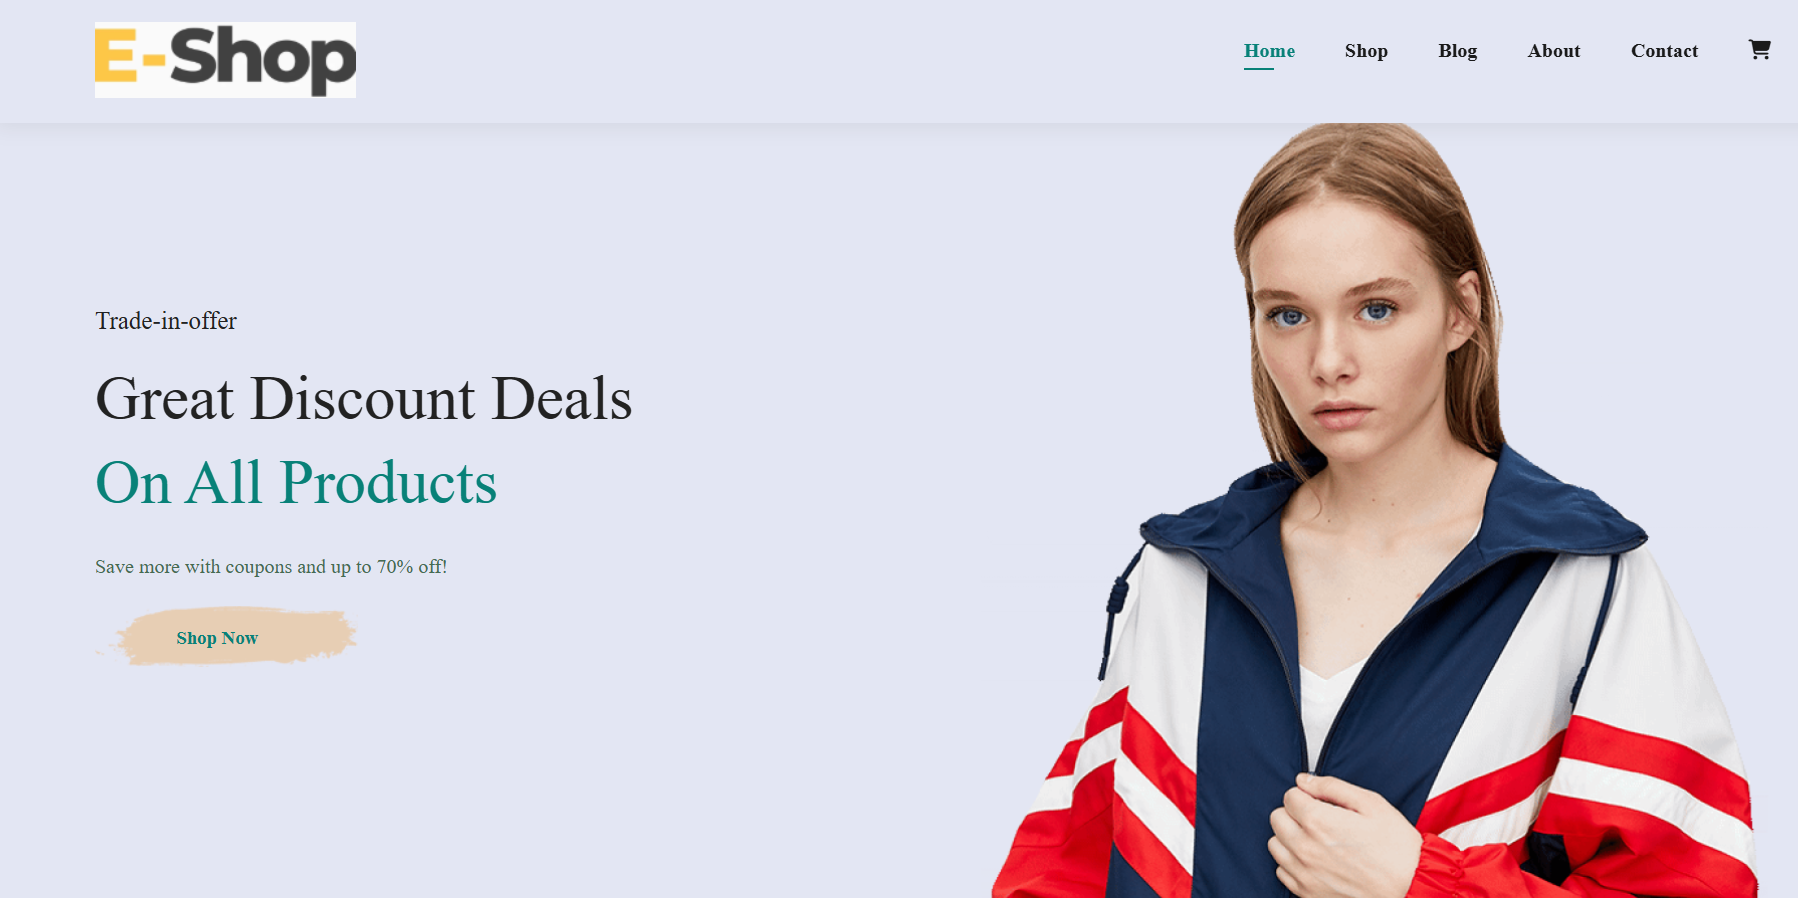 E-Shop
Home Shop Blog About Contact
Trade-in-offer
Great Discount Deals
On All Products
Save more with coupons and up to 70% off!
Shop Now